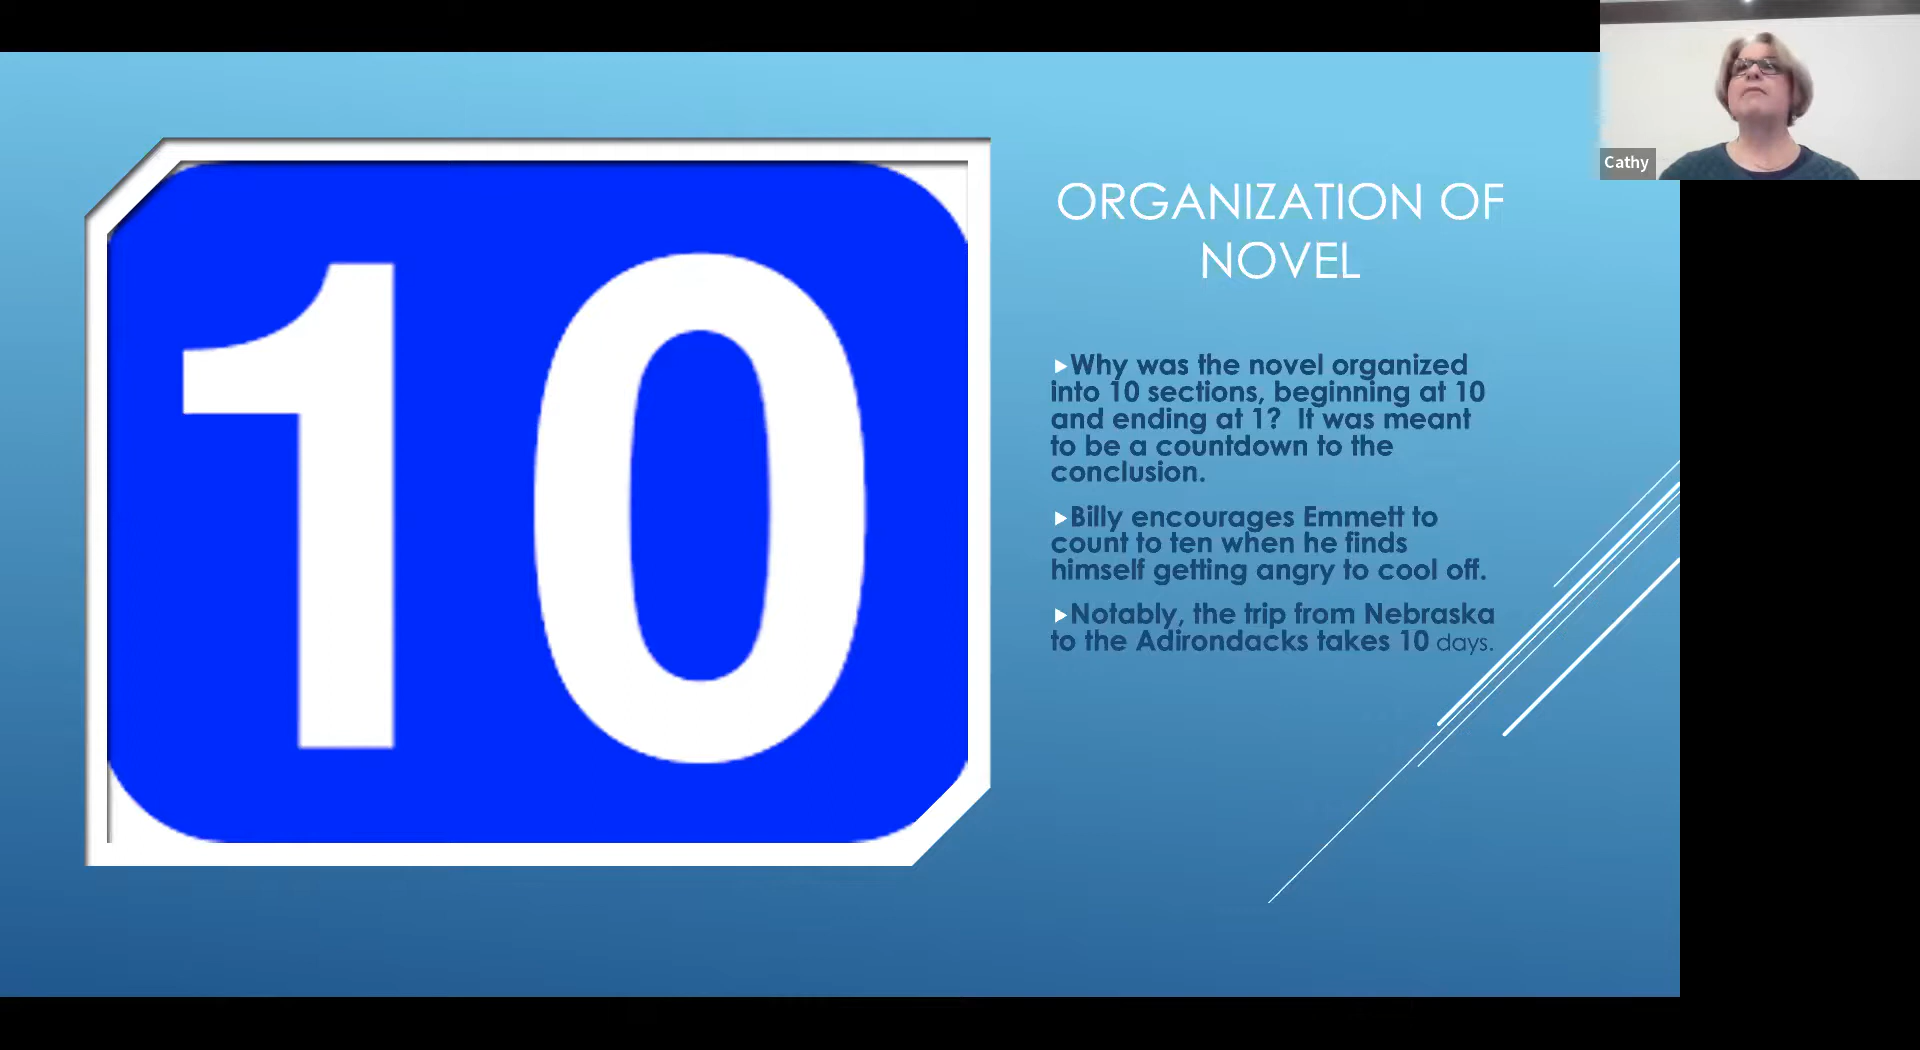 10
ORGANIZATION OF
NOVEL
Why was the novel organized
into 10 sections, beginning at 10
and ending at 1?  It was meant
to be a countdown to the
conclusion.
Billy encourages Emmett to
count to ten when he finds
himself getting angry to cool off.
Notably, the trip from Nebraska
to the Adirondacks takes 10 days.
Cathy